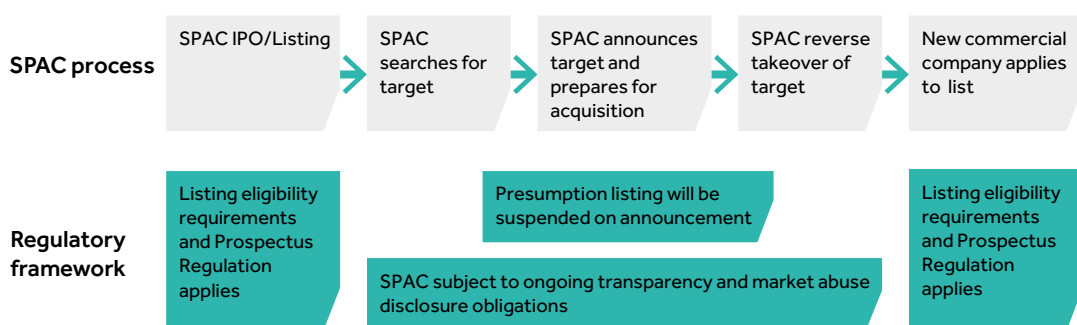 SPAC process
SPAC IPO/Listing
SPAC
searches for
target
SPAC announces
target and
prepares for
acquisition
SPAC reverse
takeover of
target
New commercial
company applies
to list
Regulatory
framework
Listing eligibility
requirements
and Prospectus
Regulation
applies
Presumption listing will be
suspended on announcement
SPAC subject to ongoing transparency and market abuse
disclosure obligations
Listing eligibility
requirements
and Prospectus
Regulation
applies